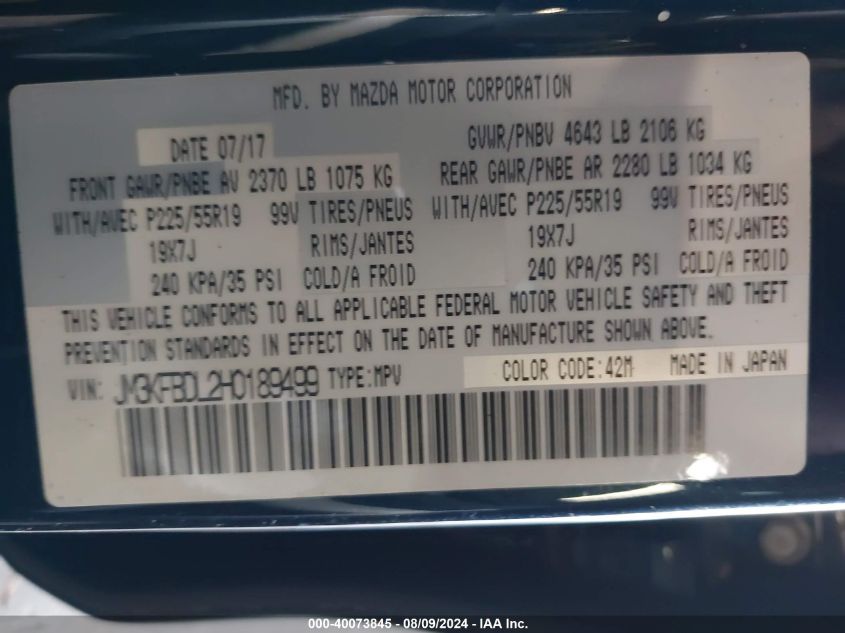 MFD. BY MAZDA MOTOR CORPORATION
DATE 07/17
GVWR/PNBV 4643 LB 2106 KG
FRONT GAWR/PNBE AV 2370 LB 1075 KG
REAR GAWR/PNBE AR 2280 LB 1034 KG
WITH/AVEC P225/55R19 99V TIRES/PNEUS
WITH/AVEC P225/55R19 99V TIRES/PNEUS
19X7J RIMS/JANTES
19X7J RIMS/JANTES
240 KPA/35 PSI COLD/A FROID
240 KPA/35 PSI COLD/A FROID
THIS VEHICLE CONFORMS TO ALL APPLICABLE FEDERAL MOTOR VEHICLE SAFETY AND THEFT
PREVENTION STANDARDS IN EFFECT ON THE DATE OF MANUFACTURE SHOWN ABOVE.
VIN: JM3KFBDL2H0189499 TYPE:MPV COLOR CODE:42M MADE IN JAPAN
000-40073845 - 08/09/2024 - IAA Inc.